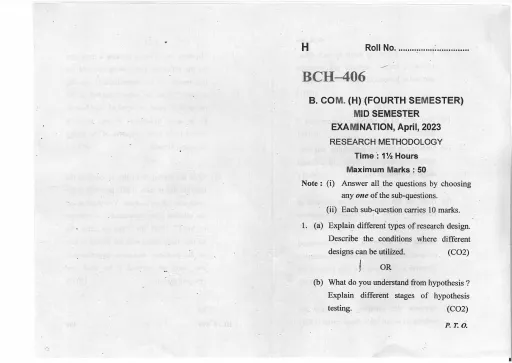 H Roll No. ..............................
BCH–406
B. COM. (H) (FOURTH SEMESTER)
MID SEMESTER
EXAMINATION, April, 2023
RESEARCH METHODOLOGY
Time : 1½ Hours
Maximum Marks : 50
Note : (i) Answer all the questions by choosing
any one of the sub-questions.
(ii) Each sub-question carries 10 marks.
1. (a) Explain different types of research design.
Describe the conditions where different
designs can be utilized. (CO2)
OR
(b) What do you understand from hypothesis ?
Explain different stages of hypothesis
testing. (CO2)
P. T. O.